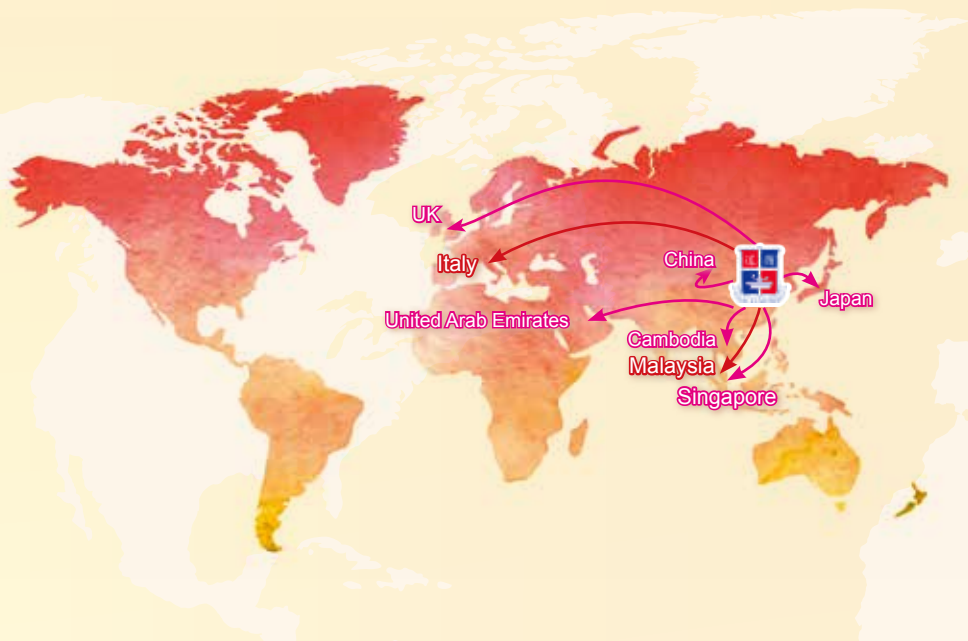 UK
Italy
China
Japan
United Arab Emirates
Cambodia
Malaysia
Singapore